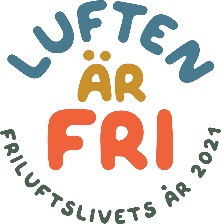 LUFTEN
ÄR
FRI
FRILUFTSLIVETS ÅR 2021